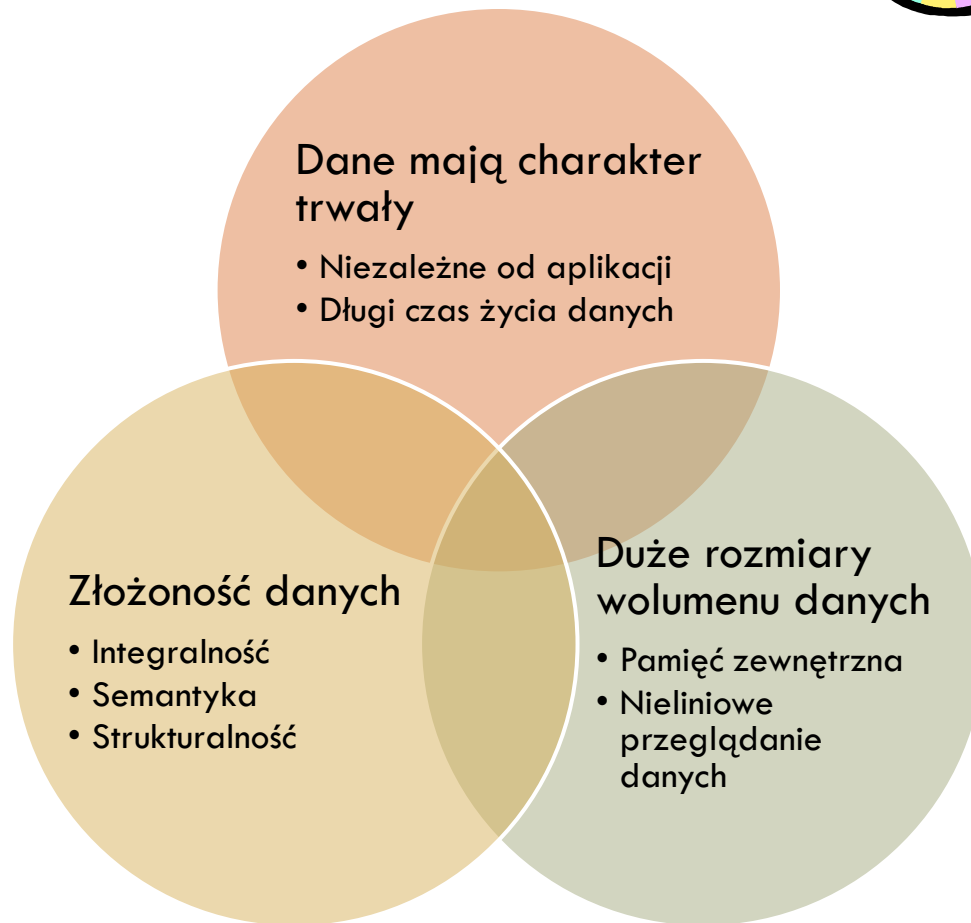 Dane mają charakter
trwały
• Niezależne od aplikacji
• Długi czas życia danych
Złożoność danych
• Integralność
• Semantyka
• Strukturalność
Duże rozmiary
wolumenu danych
• Pamięć zewnętrzna
• Nieliniowe
przeglądanie
danych